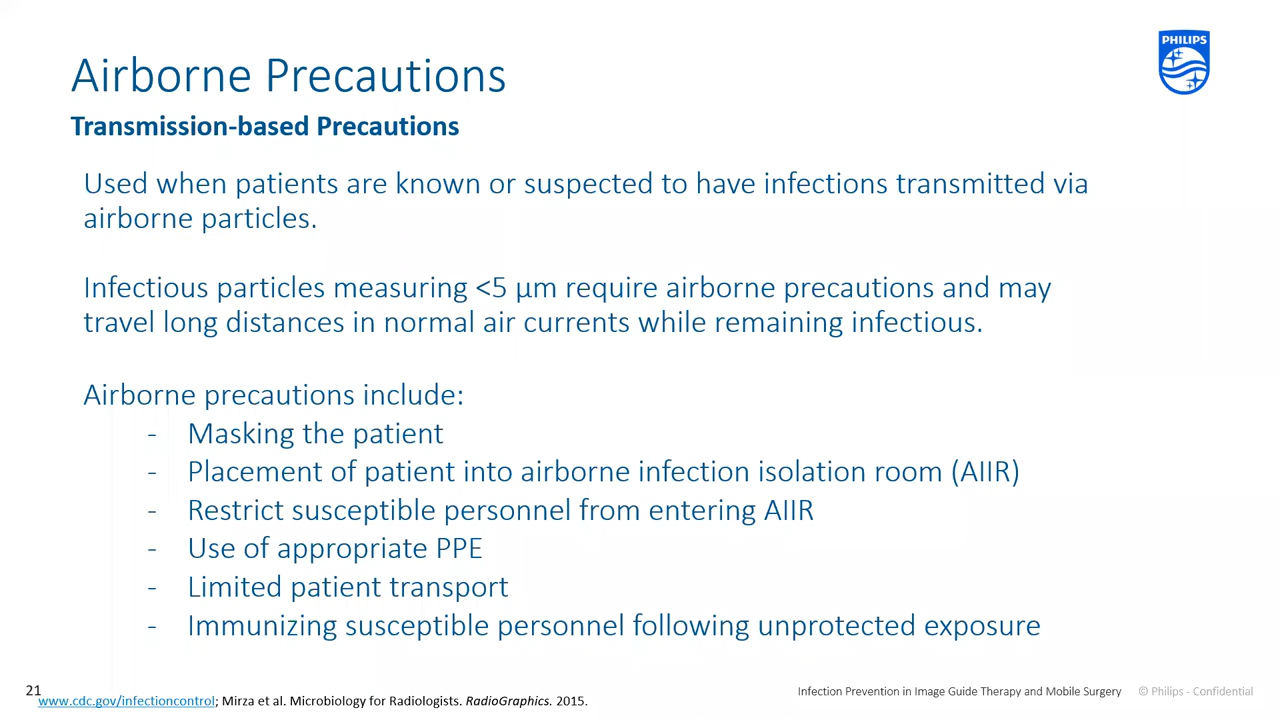 PHILIPS
Airborne Precautions
Transmission-based Precautions
Used when patients are known or suspected to have infections transmitted via
airborne particles.
Infectious particles measuring <5 µm require airborne precautions and may
travel long distances in normal air currents while remaining infectious.
Airborne precautions include:
- Masking the patient
- Placement of patient into airborne infection isolation room (AIIR)
- Restrict susceptible personnel from entering AIIR
- Use of appropriate PPE
- Limited patient transport
- Immunizing susceptible personnel following unprotected exposure
21
www.cdc.gov/infectioncontrol; Mirza et al. Microbiology for Radiologists. RadioGraphics. 2015.
Infection Prevention in Image Guide Therapy and Mobile Surgery © Philips - Confidential